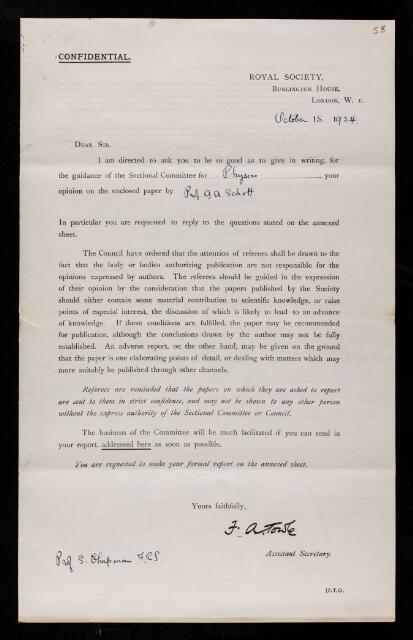 58
CONFIDENTIAL.
ROYAL SOCIETY,
BURLINGTON HOUSE,
LONDON, W. 1.
October 15. 1924
DEAR SIR,
I am directed to ask you to be so good as to give in writing, for
the guidance of the Sectional Committee for Physics your
opinion on the enclosed paper by Prof G. A. Schott
In particular you are requested to reply to the questions stated on the annexed
sheet.
The Council have ordered that the attention of referees shall be drawn to the
fact that the body or bodies authorizing publication are not responsible for the
opinions expressed by authors. The referees should be guided in the expression
of their opinion by the consideration that the papers published by the Society
should either contain some material contribution to scientific knowledge, or raise
points of especial interest, the discussion of which is likely to lead to an advance
of knowledge. If these conditions are fulfilled, the paper may be recommended
for publication, although the conclusions drawn by the author may not be fully
established. An adverse report, on the other hand, may be given on the ground
that the paper is one elaborating points of detail, or dealing with matters which may
more suitably be published through other channels.
Referees are reminded that the papers on which they are asked to report
are sent to them in strict confidence, and may not be shown to any other person
without the express authority of the Sectional Committee or Council.
The business of the Committee will be much facilitated if you can send in
your report, addressed here as soon as possible.
You are requested to make your formal report on the annexed sheet.
Yours faithfully,
F. A. Towle
Assistant Secretary.
Prof S. Chapman F.R.S.
[P.T.O.